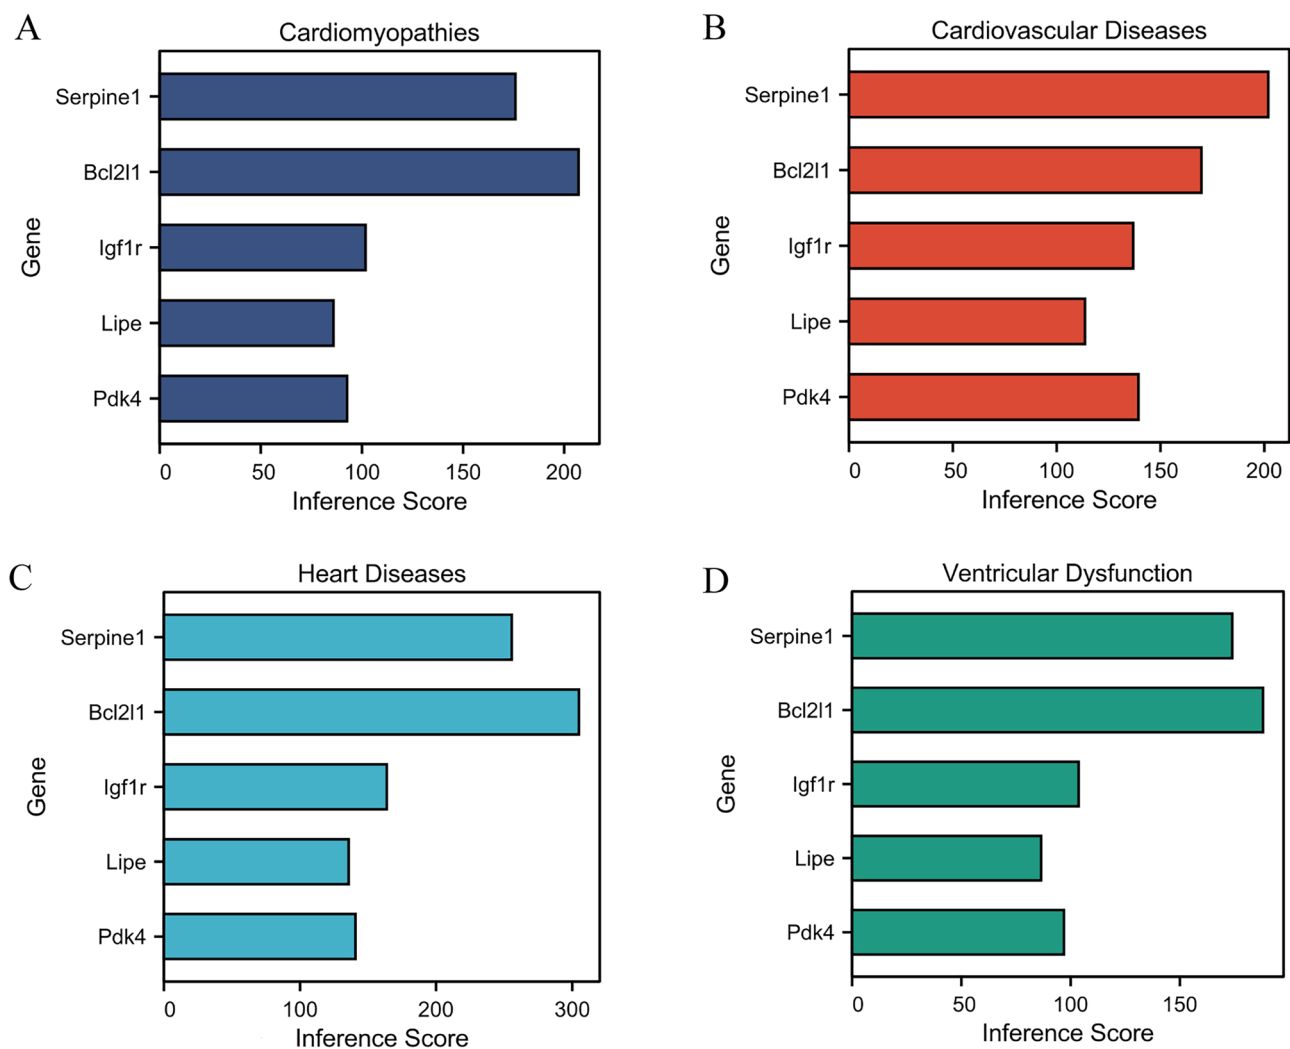 A
Cardiomyopathies
Serpine1
Bcl2l1
Igf1r
Lipe
Pdk4
Gene
0 50 100 150 200
Inference Score
B
Cardiovascular Diseases
Serpine1
Bcl2l1
Igf1r
Lipe
Pdk4
Gene
0 50 100 150 200
Inference Score
C
Heart Diseases
Serpine1
Bcl2l1
Igf1r
Lipe
Pdk4
Gene
0 100 200 300
Inference Score
D
Ventricular Dysfunction
Serpine1
Bcl2l1
Igf1r
Lipe
Pdk4
Gene
0 50 100 150
Inference Score